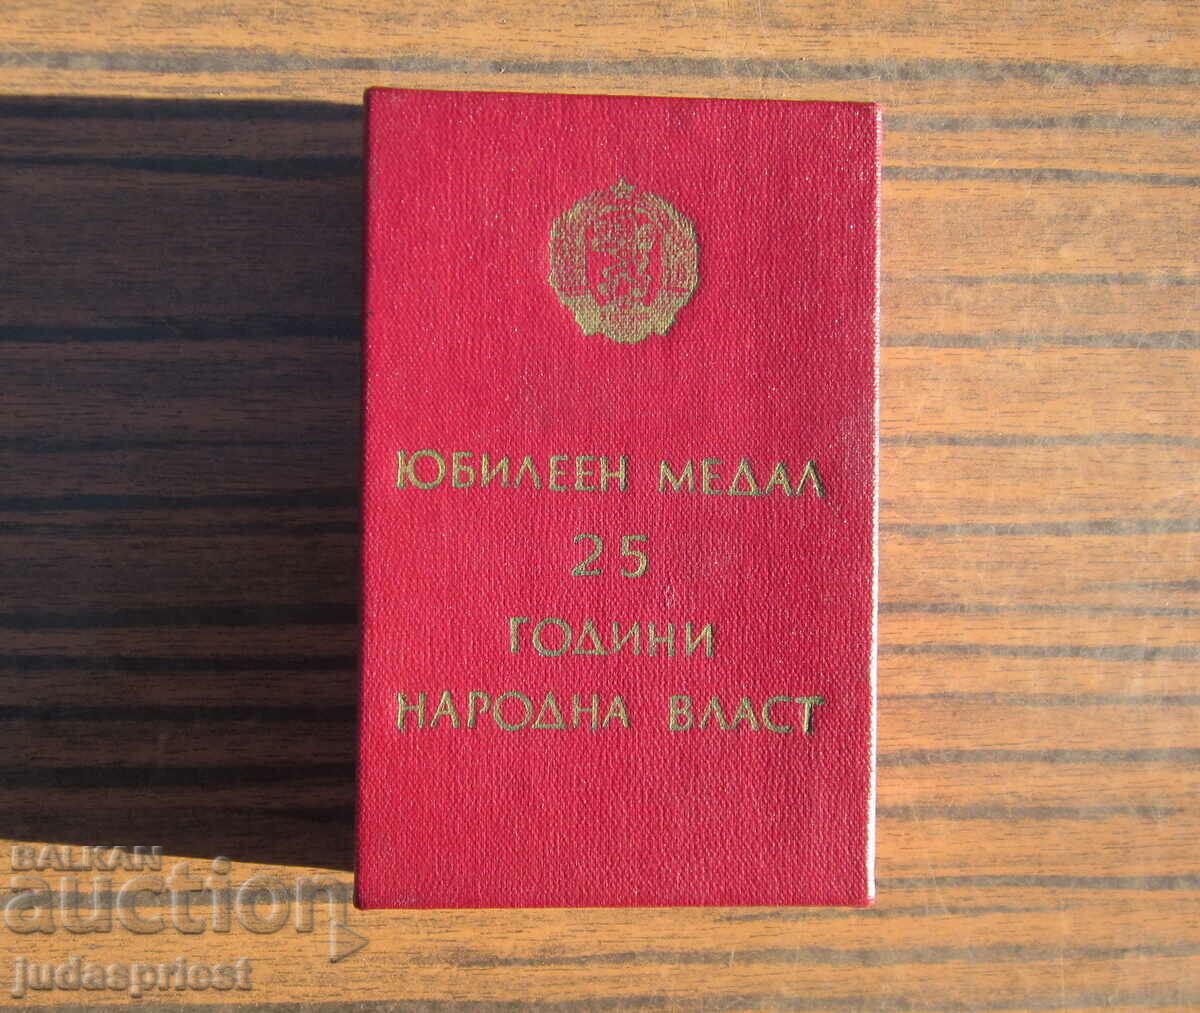 ЮБИЛЕЕН МЕДАЛ
25
ГОДИНИ
НАРОДНА ВЛАСТ
BALKAN
auction
judaspriest